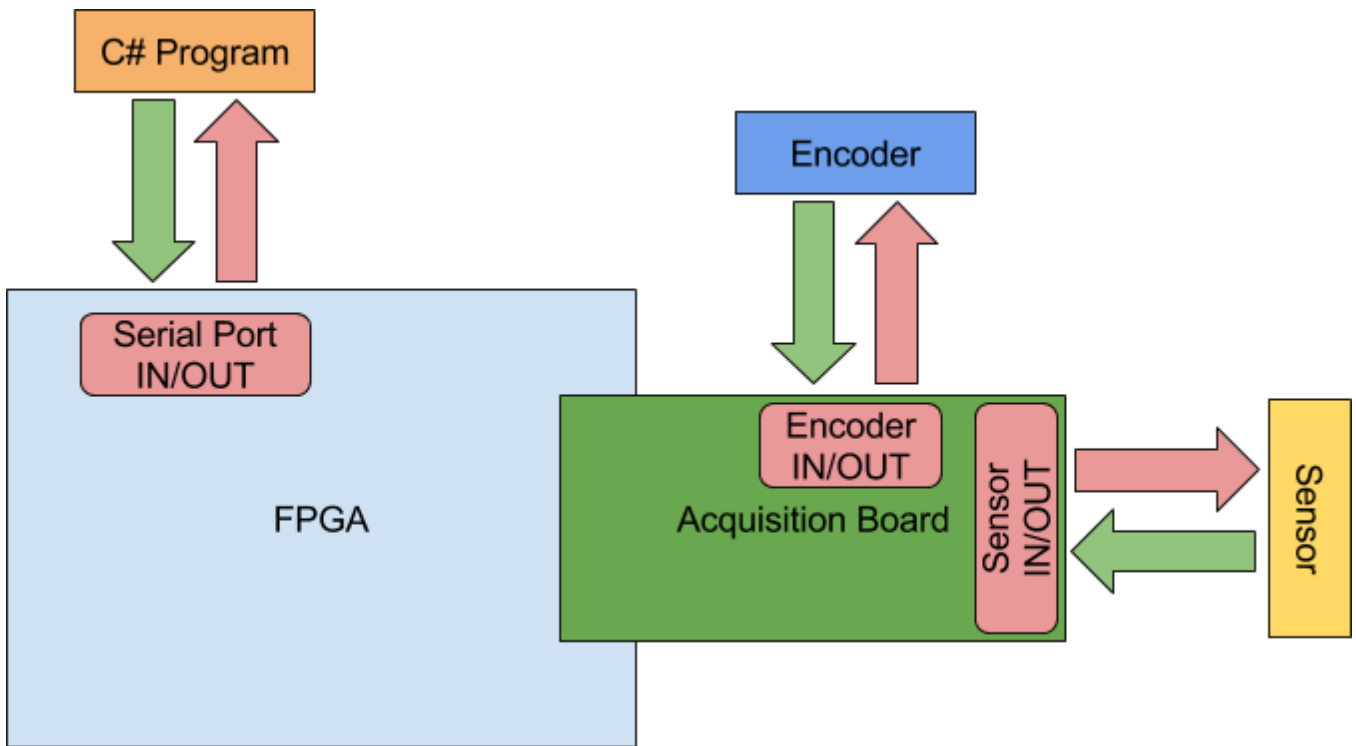 C# Program
Encoder
Serial Port
IN/OUT
Encoder
IN/OUT
Sensor
IN/OUT
Sensor
FPGA
Acquisition Board